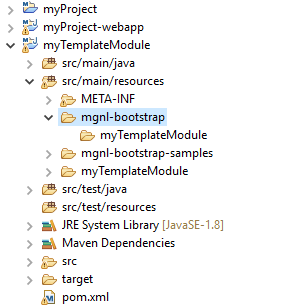 myProject
myProject-webapp
myTemplateModule
src/main/java
src/main/resources
META-INF
mgnl-bootstrap
myTemplateModule
mgnl-bootstrap-samples
myTemplateModule
src/test/java
src/test/resources
JRE System Library [JavaSE-1.8]
Maven Dependencies
src
target
pom.xml